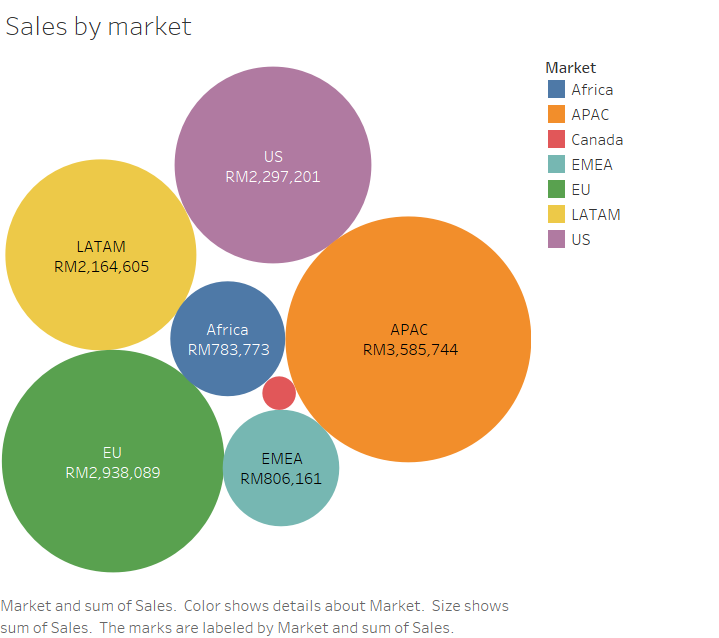 Sales by market
Market
Africa
APAC
Canada
EMEA
EU
LATAM
US
US
RM2,297,201
LATAM
RM2,164,605
Africa
RM783,773
APAC
RM3,585,744
EU
RM2,938,089
EMEA
RM806,161
Market and sum of Sales.  Color shows details about Market.  Size shows
sum of Sales.  The marks are labeled by Market and sum of Sales.